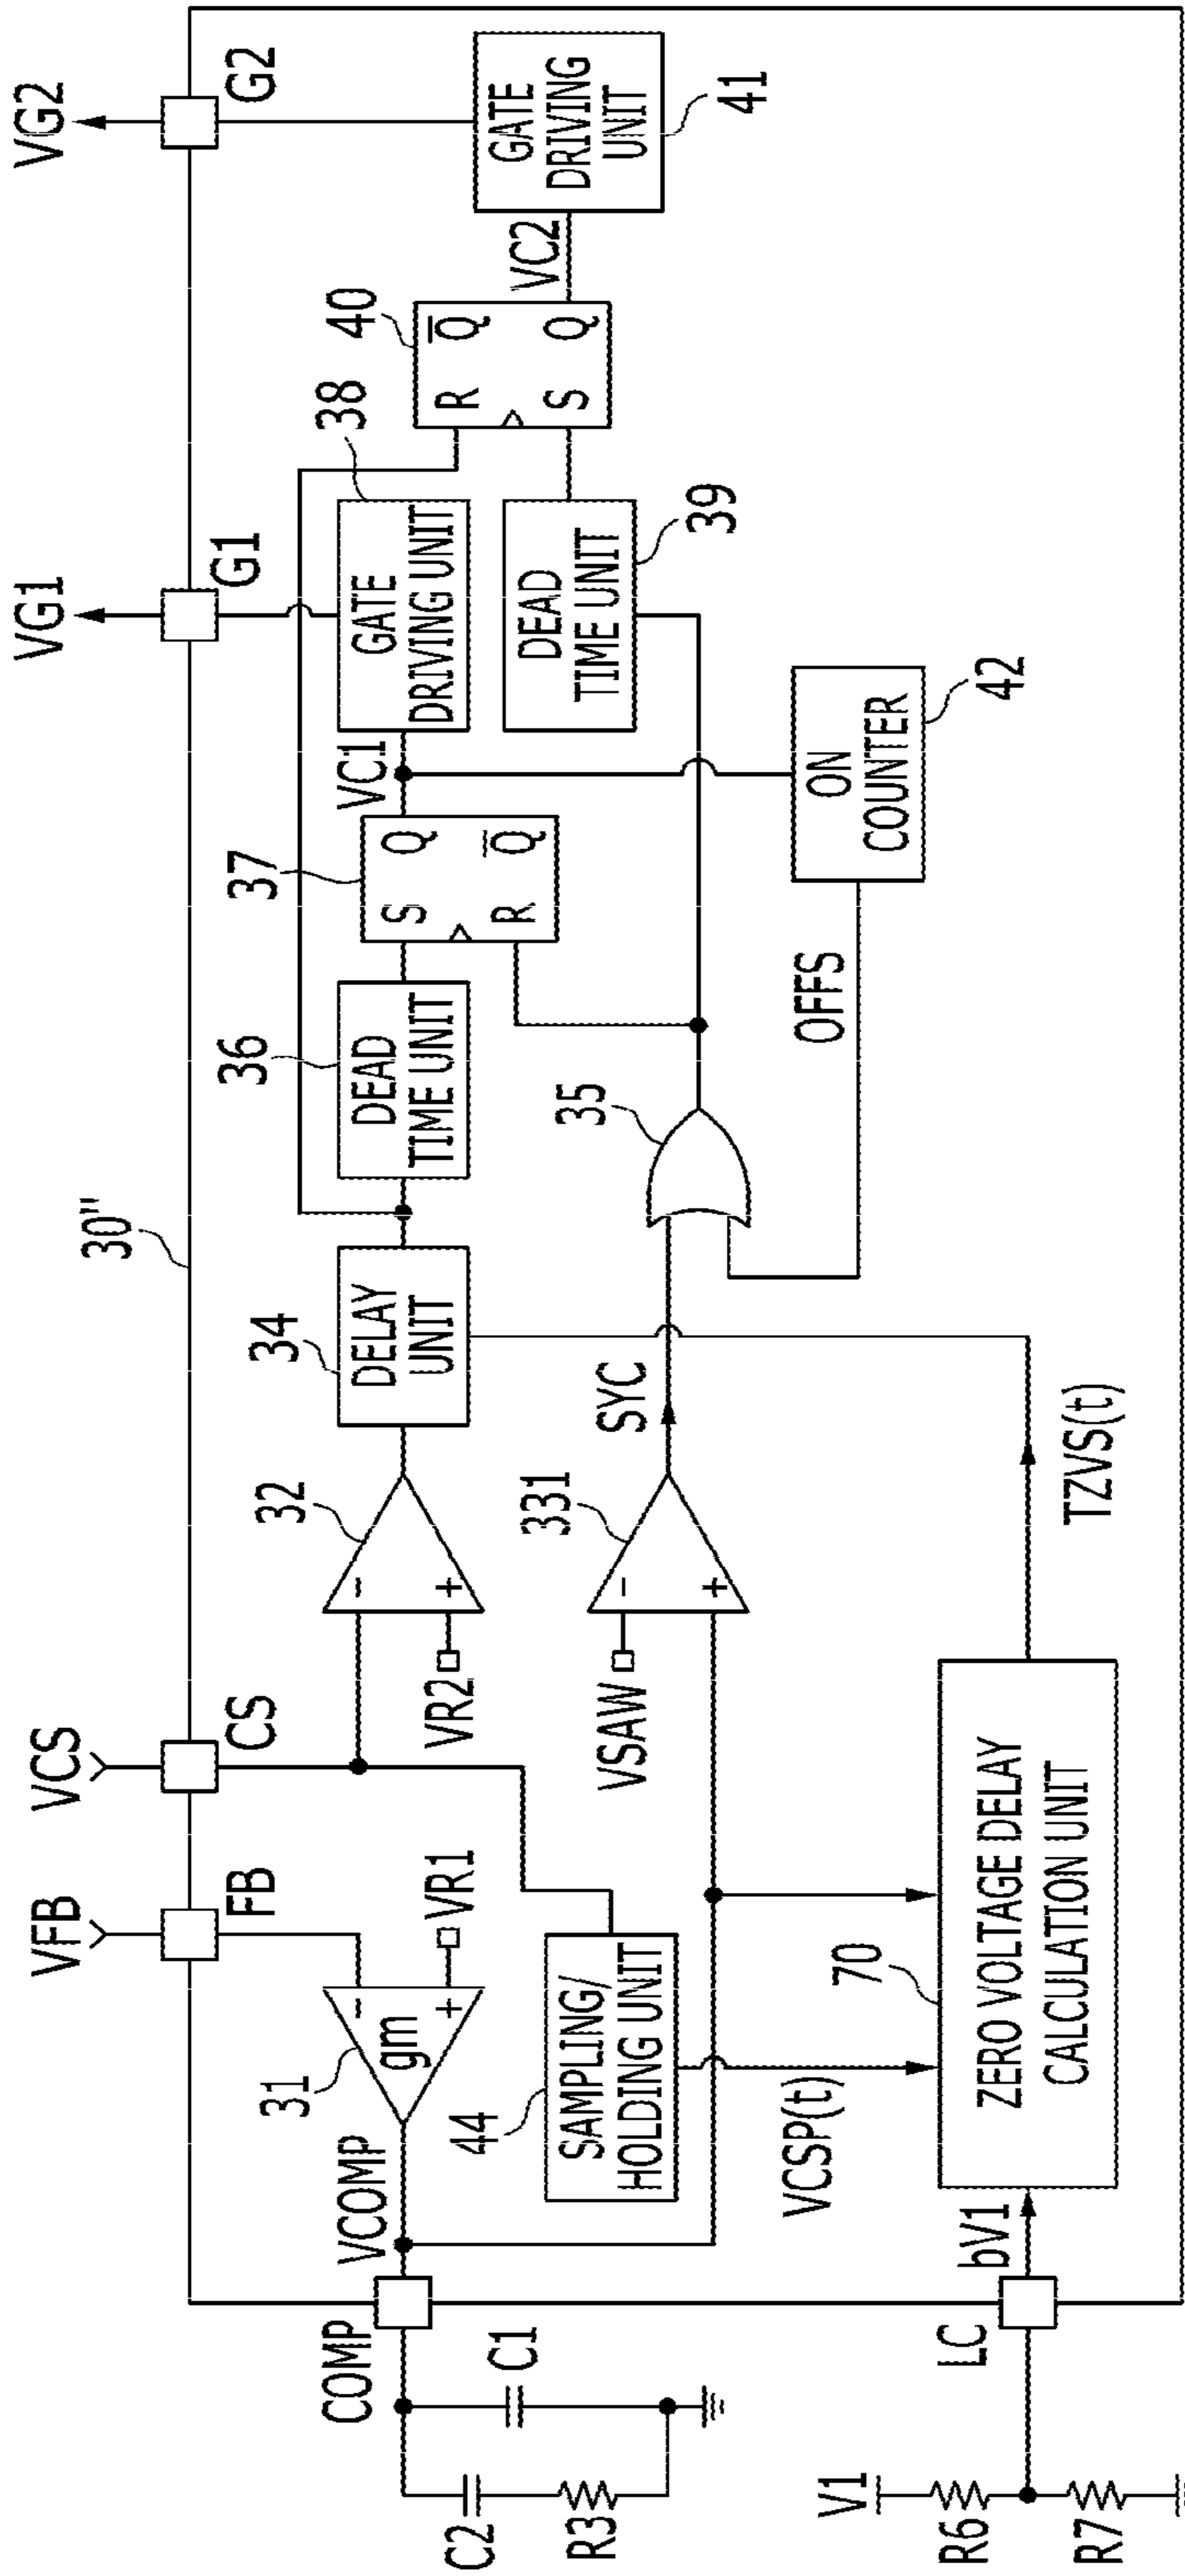 VFB
VCS
VG1
VG2
30"
FB
CS
G1
G2
31
gm
-
+
VR1
VCOMP
COMP
C1
C2
R3
32
-
+
VR2
34
DELAY
UNIT
36
DEAD
TIME UNIT
37
S
Q
R
Q̅
VC1
38
GATE
DRIVING UNIT
40
R
Q̅
S
Q
VC2
GATE
DRIVING
UNIT
41
44
SAMPLING/
HOLDING UNIT
VSAW
331
-
+
SYC
35
DEAD
TIME UNIT
39
OFFS
ON
COUNTER
42
VCSP(t)
70
ZERO VOLTAGE DELAY
CALCULATION UNIT
TZVS(t)
LC
bV1
V1
R6
R7